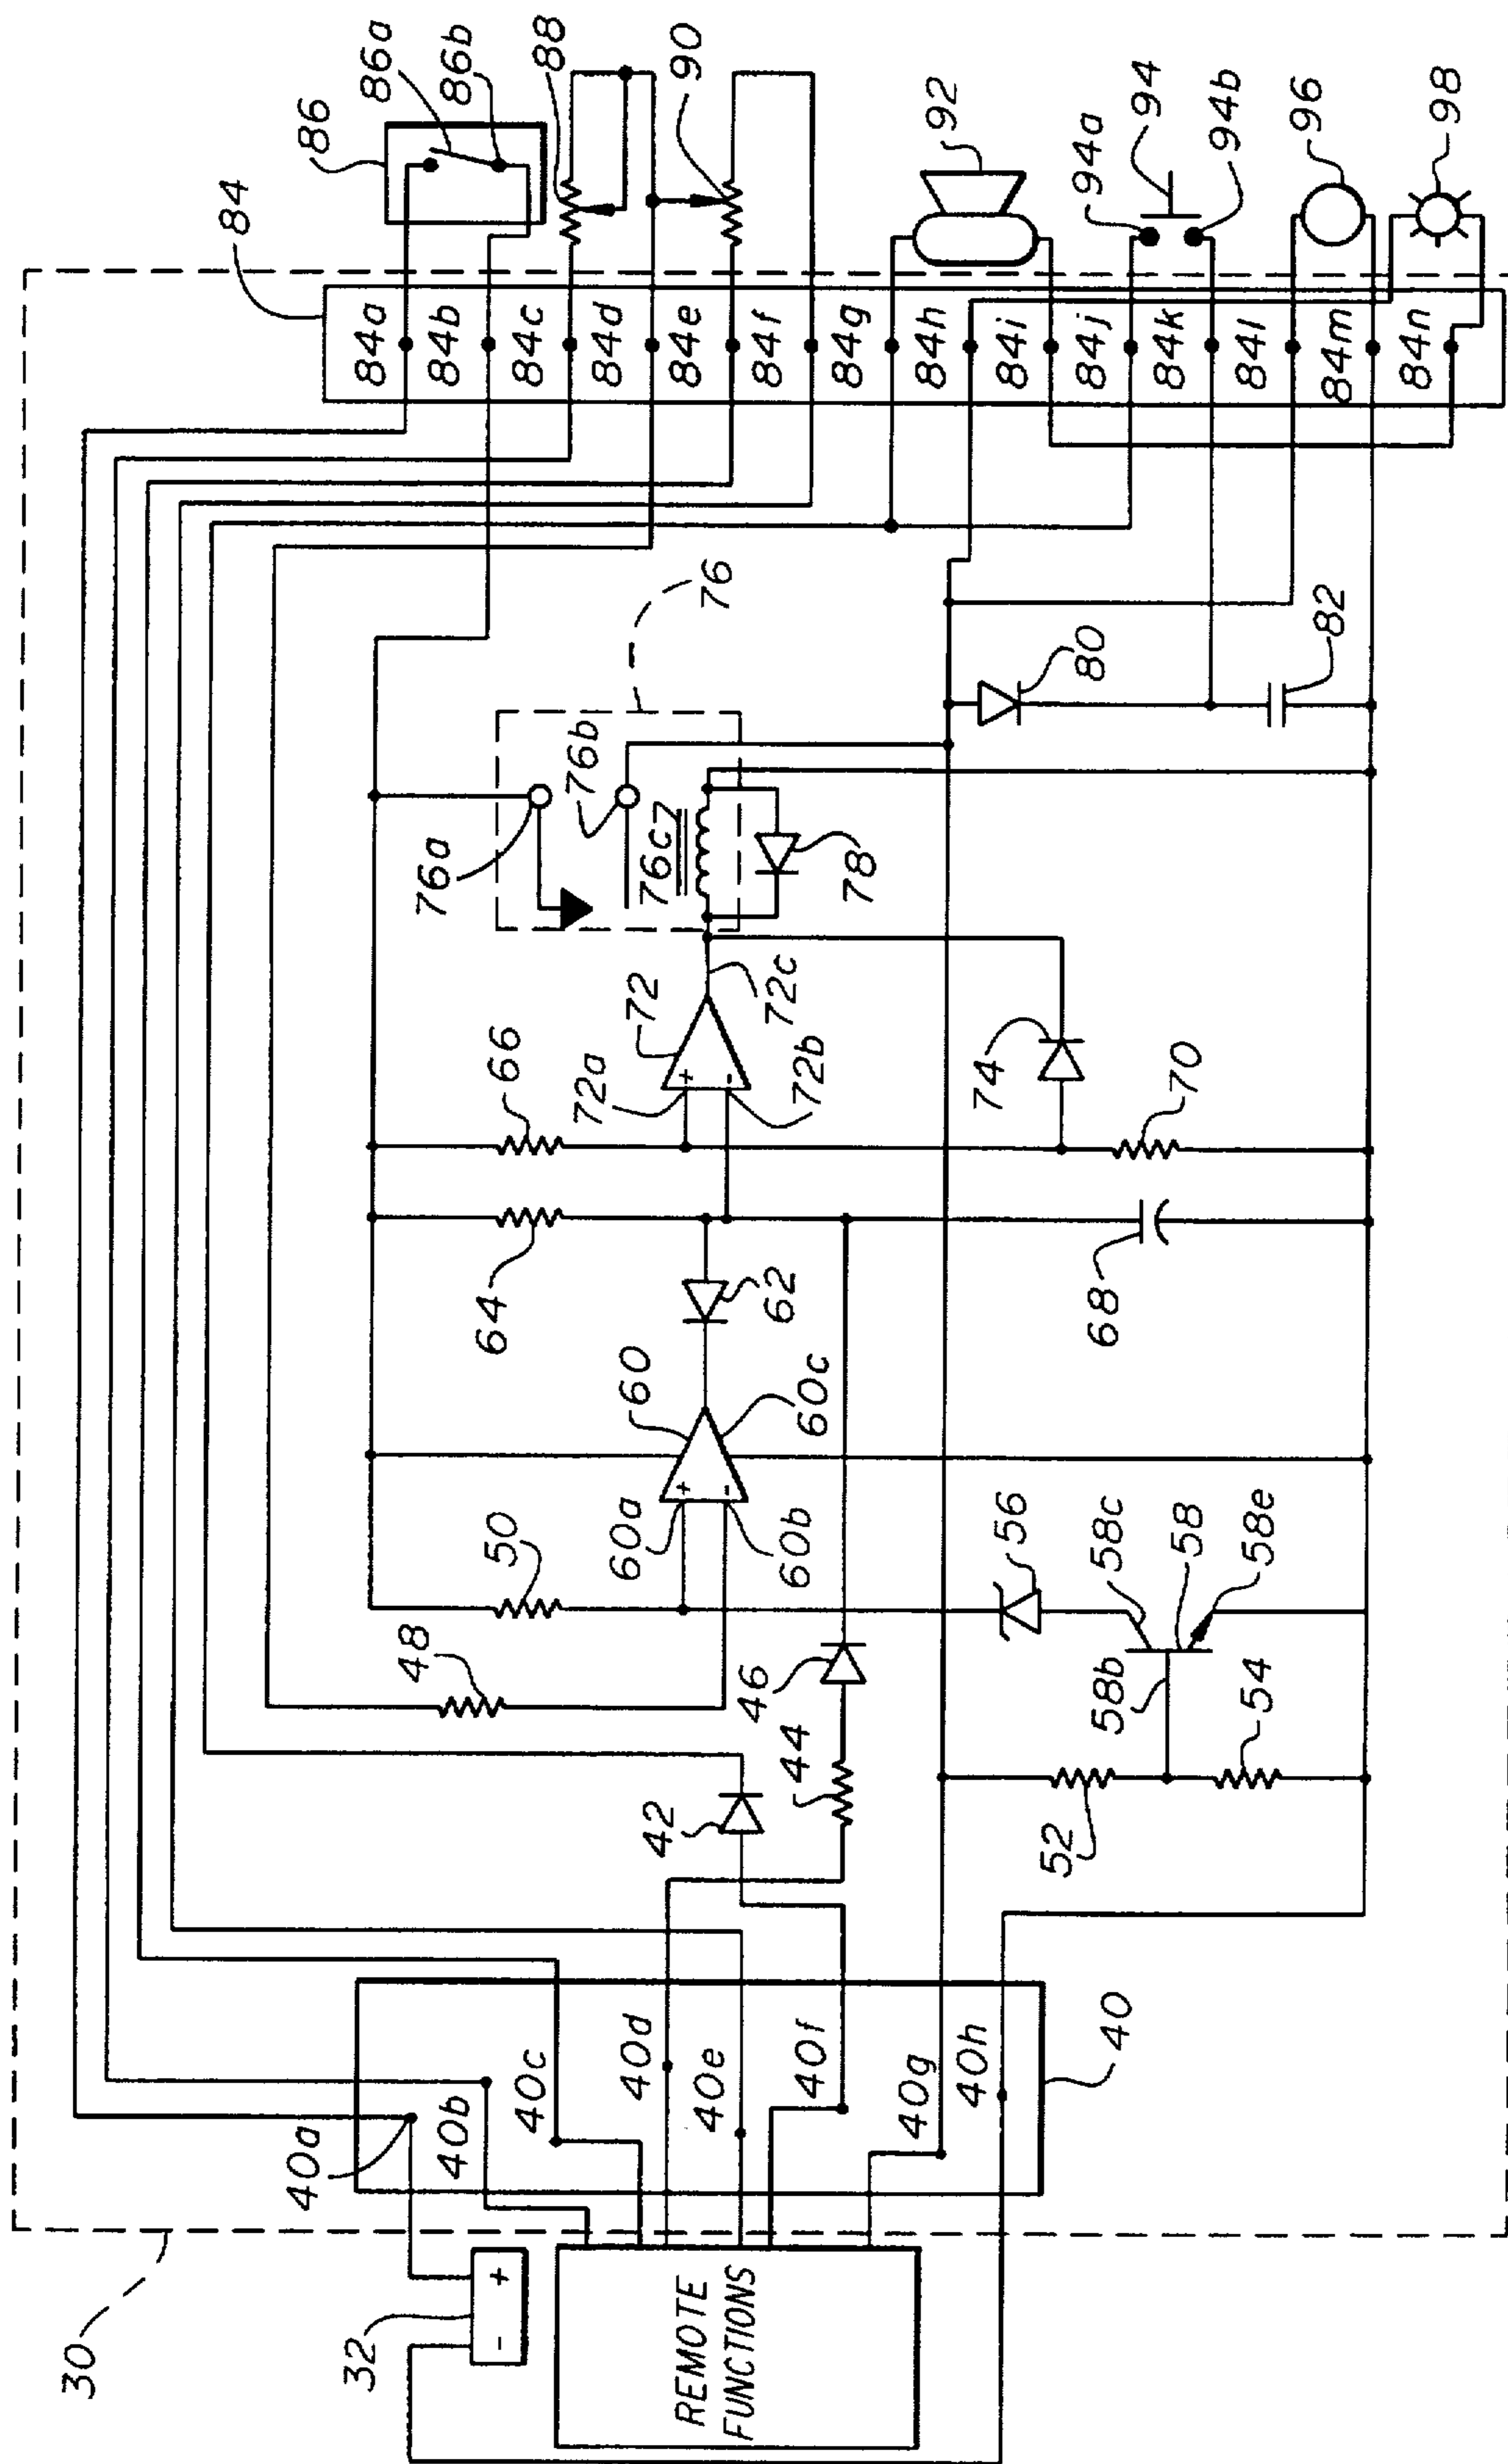 30
32
- +
REMOTE
FUNCTIONS
40a
40b
40c
40d
40e
40f
40g
40h
40
42
44
46
48
50
52
54
56
58c
58
58b
58e
60a
60b
60
60c
+
-
62
64
66
68
70
72
72a
72b
72c
+
-
74
76
76a
76b
76c
78
80
82
84
84a
84b
84c
84d
84e
84f
84g
84h
84i
84j
84k
84l
84m
84n
86
86a
86b
88
90
92
94a
94
94b
96
98